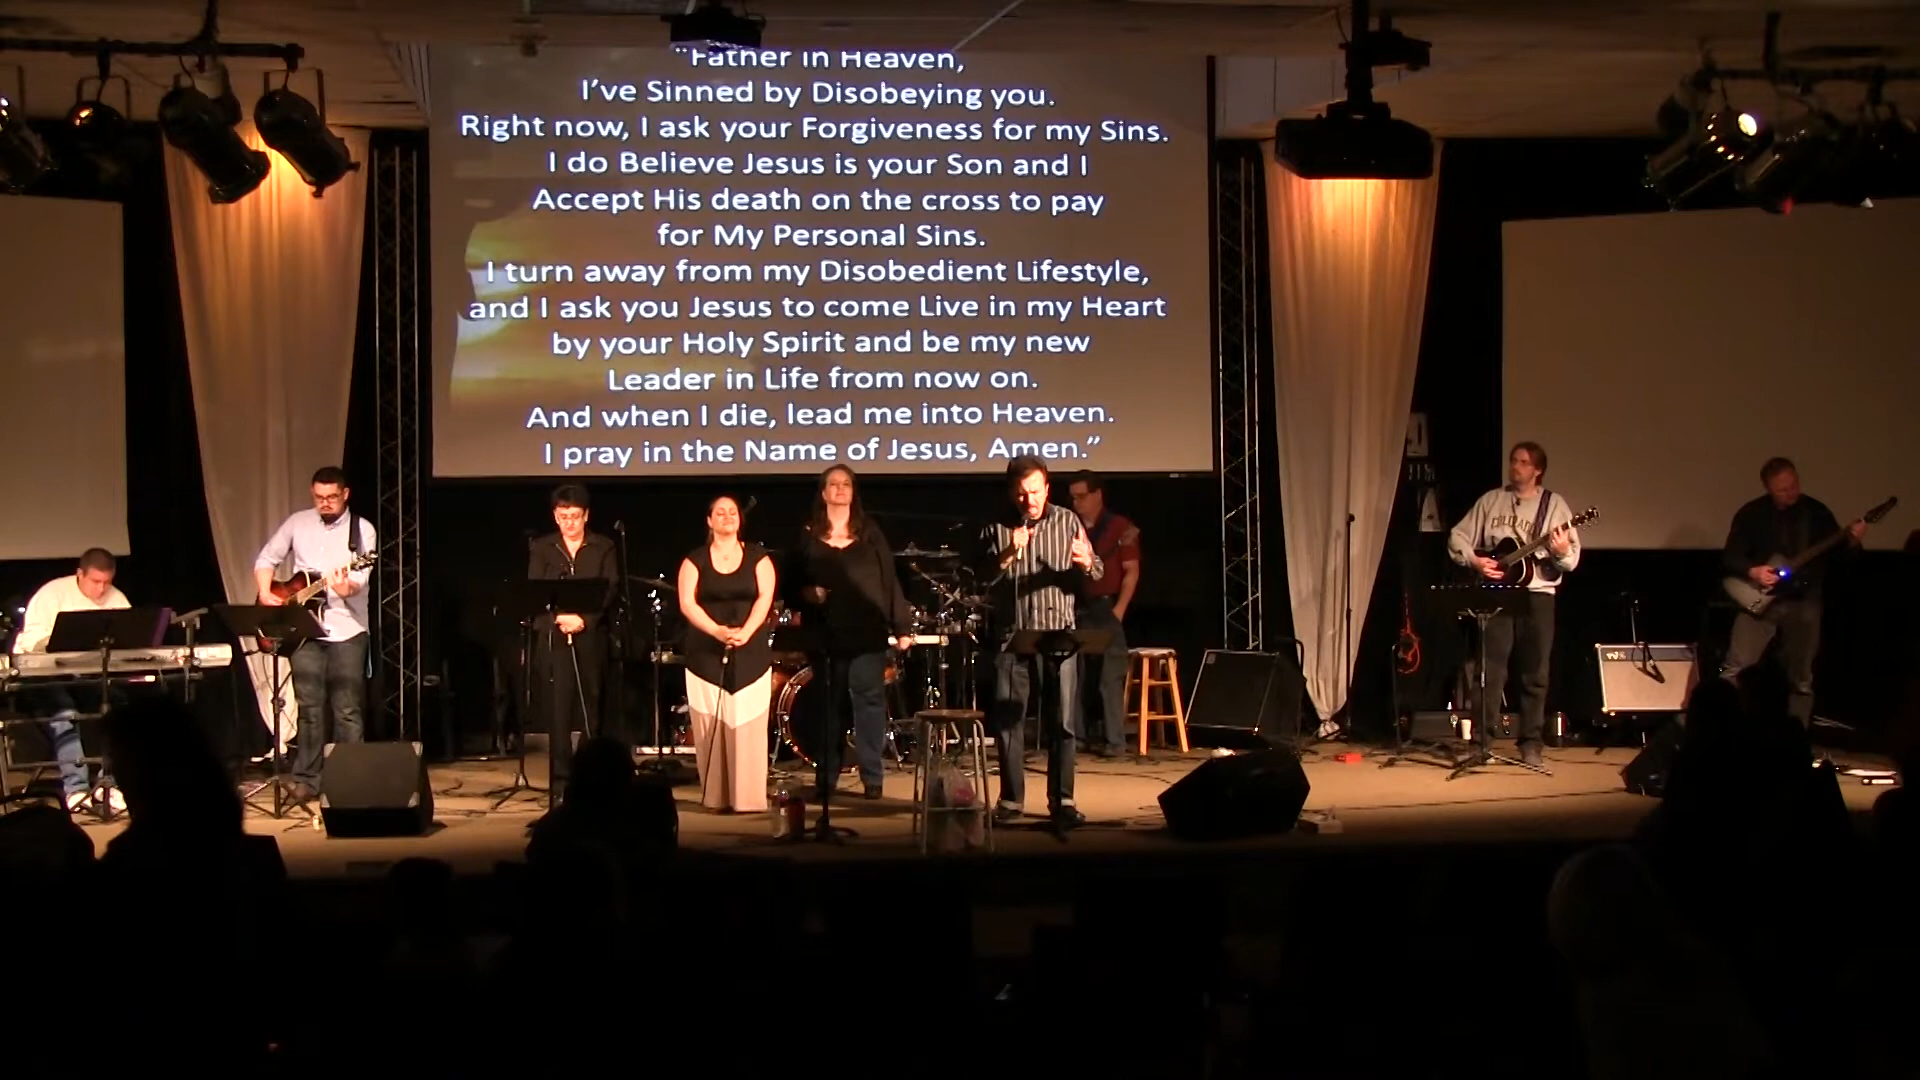 "Father in Heaven,
I've Sinned by Disobeying you.
Right now, I ask your Forgiveness for my Sins.
I do Believe Jesus is your Son and I
Accept His death on the cross to pay
for My Personal Sins.
I turn away from my Disobedient Lifestyle,
and I ask you Jesus to come Live in my Heart
by your Holy Spirit and be my new
Leader in Life from now on.
And when I die, lead me into Heaven.
I pray in the Name of Jesus, Amen."